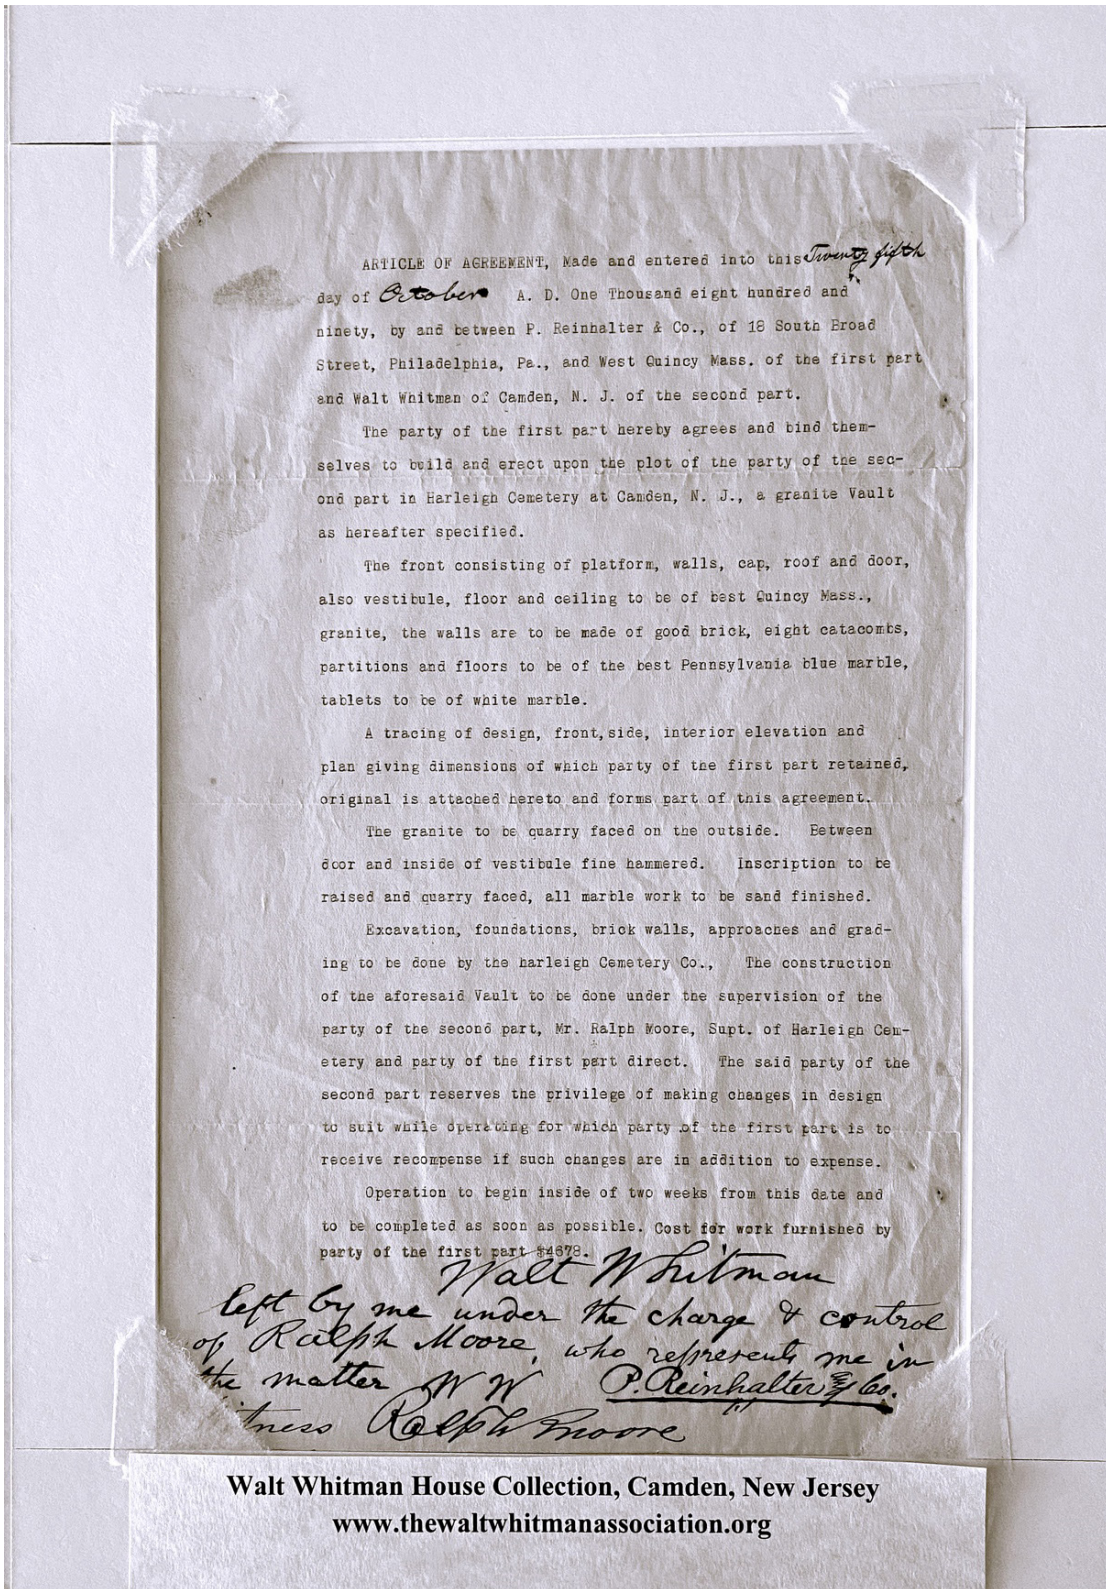 ARTICLE OF AGREEMENT, Made and entered into this Twenty fifth
day of October A. D. One Thousand eight hundred and
ninety, by and between P. Reinhalter & Co., of 18 South Broad
Street, Philadelphia, Pa., and West Quincy Mass. of the first part
and Walt Whitman of Camden, N. J. of the second part.
The party of the first part hereby agrees and bind them-
selves to build and erect upon the plot of the party of the sec-
ond part in Harleigh Cemetery at Camden, N. J., a granite Vault
as hereafter specified.
The front consisting of platform, walls, cap, roof and door,
also vestibule, floor and ceiling to be of best Quincy Mass.,
granite, the walls are to be made of good brick, eight catacombs,
partitions and floors to be of the best Pennsylvania blue marble,
tablets to be of white marble.
A tracing of design, front, side, interior elevation and
plan giving dimensions of which party of the first part retained,
original is attached hereto and forms part of this agreement.
The granite to be quarry faced on the outside. Between
door and inside of vestibule fine hammered. Inscription to be
raised and quarry faced, all marble work to be sand finished.
Excavation, foundations, brick walls, approaches and grad-
ing to be done by the Harleigh Cemetery Co., The construction
of the aforesaid Vault to be done under the supervision of the
party of the second part, Mr. Ralph Moore, Supt. of Harleigh Cem-
etery and party of the first part direct. The said party of the
second part reserves the privilege of making changes in design
to suit while operating for which party of the first part is to
receive recompense if such changes are in addition to expense.
Operation to begin inside of two weeks from this date and
to be completed as soon as possible. Cost for work furnished by
party of the first part $4678.
Walt Whitman
left by me under the charge & control
of Ralph Moore, who represents me in
the matter W W P. Reinhalter & Co.
tness Ralph Moore
Walt Whitman House Collection, Camden, New Jersey
www.thewaltwhitmanassociation.org